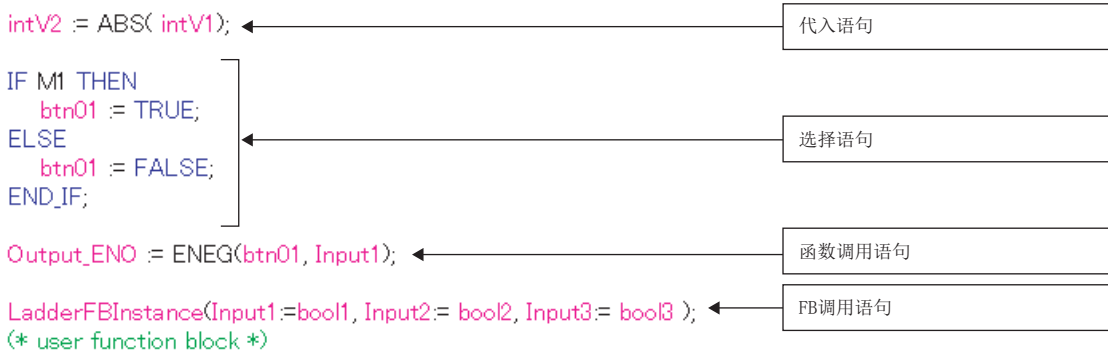 intV2 := ABS( intV1);
代入语句
IF M1 THEN
btn01 := TRUE;
ELSE
btn01 := FALSE;
END_IF;
选择语句
Output_ENO := ENEG(btn01, Input1);
函数调用语句
LadderFBInstance(Input1:=bool1, Input2:= bool2, Input3:= bool3 );
FB调用语句
(* user function block *)